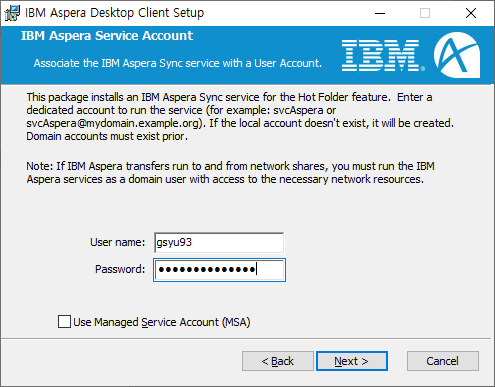 IBM Aspera Desktop Client Setup
IBM Aspera Service Account
Associate the IBM Aspera Sync service with a User Account.
IBM
This package installs an IBM Aspera Sync service for the Hot Folder feature.  Enter a
dedicated account to run the service (for example: svcAspera or
svcAspera@mydomain.example.org). If the local account doesn't exist, it will be created.
Domain accounts must exist prior.
Note: If IBM Aspera transfers run to and from network shares, you must run the IBM
Aspera services as a domain user with access to the necessary network resources.
User name: gsyu93
Password: ●●●●●●●●●●●●●●
Use Managed Service Account (MSA)
< Back Next > Cancel